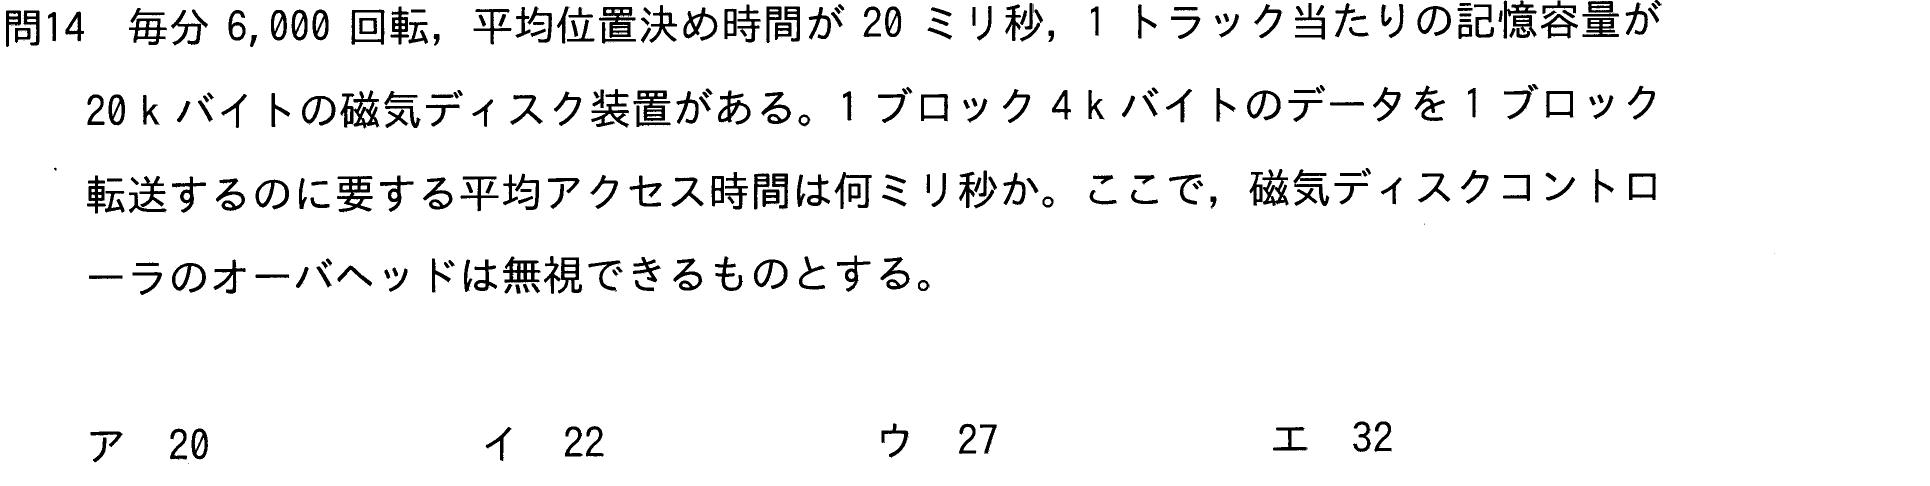 問14 毎分 6,000 回転，平均位置決め時間が 20 ミリ秒，1 トラック当たりの記憶容量が
20 k バイトの磁気ディスク装置がある。1 ブロック 4 k バイトのデータを 1 ブロック
転送するのに要する平均アクセス時間は何ミリ秒か。ここで，磁気ディスクコントロ
ーラのオーバヘッドは無視できるものとする。
ア 20 イ 22 ウ 27 エ 32